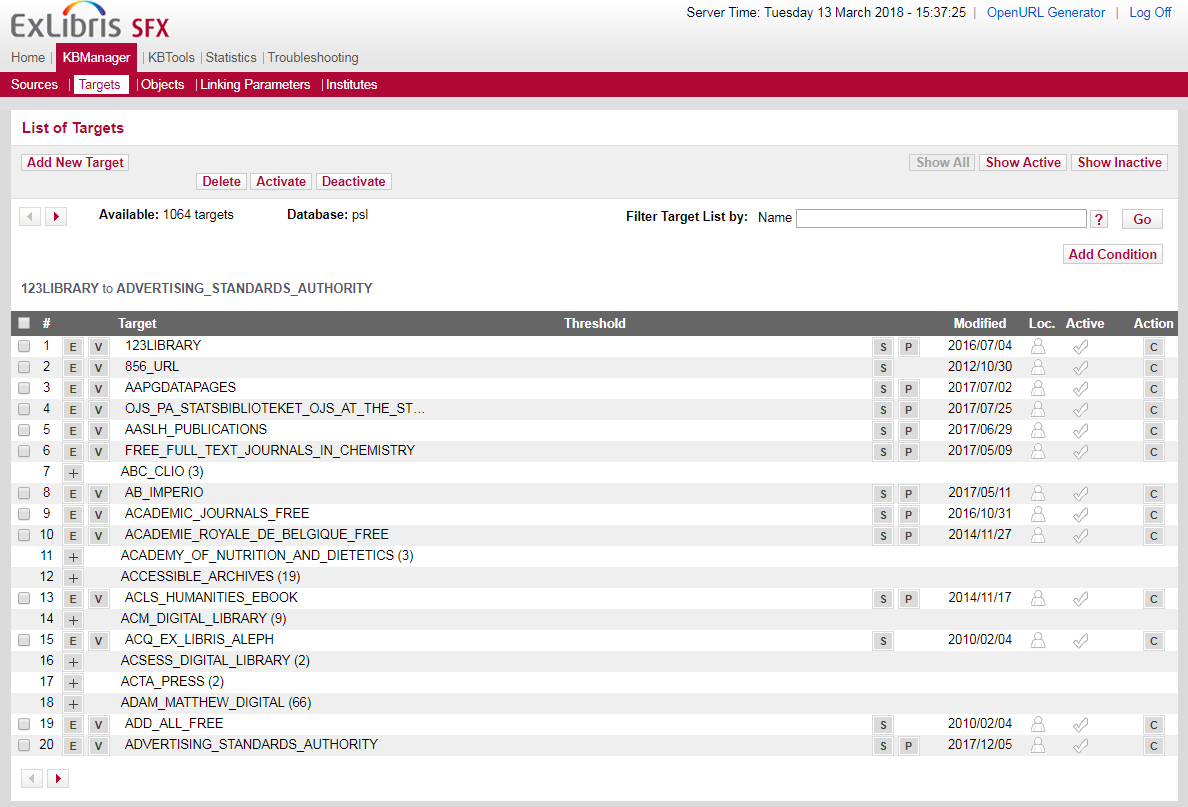 ExLibris SFX
Server Time: Tuesday 13 March 2018 - 15:37:25 | OpenURL Generator | Log Off
Home | KBManager | KBTools | Statistics | Troubleshooting
Sources | Targets | Objects | Linking Parameters | Institutes
List of Targets
Add New Target Show All Show Active Show Inactive
Delete Activate Deactivate
Available: 1064 targets Database: psl Filter Target List by: Name ? Go
Add Condition
123LIBRARY to ADVERTISING_STANDARDS_AUTHORITY
# Target Threshold Modified Loc. Active Action
1 E V 123LIBRARY S P 2016/07/04 C
2 E V 856_URL S 2012/10/30 C
3 E V AAPGDATAPAGES S P 2017/07/02 C
4 E V OJS_PA_STATSBIBLIOTEKET_OJS_AT_THE_ST... S P 2017/07/25 C
5 E V AASLH_PUBLICATIONS S P 2017/06/29 C
6 E V FREE_FULL_TEXT_JOURNALS_IN_CHEMISTRY S P 2017/05/09 C
7 + ABC_CLIO (3)
8 E V AB_IMPERIO S P 2017/05/11 C
9 E V ACADEMIC_JOURNALS_FREE S P 2016/10/31 C
10 E V ACADEMIE_ROYALE_DE_BELGIQUE_FREE S P 2014/11/27 C
11 + ACADEMY_OF_NUTRITION_AND_DIETETICS (3)
12 + ACCESSIBLE_ARCHIVES (19)
13 E V ACLS_HUMANITIES_EBOOK S P 2014/11/17 C
14 + ACM_DIGITAL_LIBRARY (9)
15 E V ACQ_EX_LIBRIS_ALEPH S 2010/02/04 C
16 + ACSESS_DIGITAL_LIBRARY (2)
17 + ACTA_PRESS (2)
18 + ADAM_MATTHEW_DIGITAL (66)
19 E V ADD_ALL_FREE S 2010/02/04 C
20 E V ADVERTISING_STANDARDS_AUTHORITY S P 2017/12/05 C